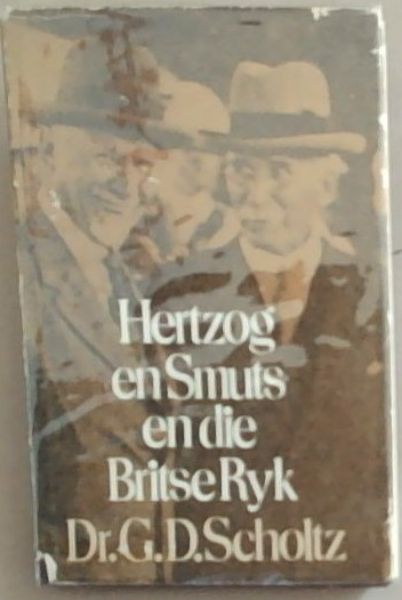 Hertzog
en Smuts
en die
Britse Ryk
Dr. G.D. Scholtz